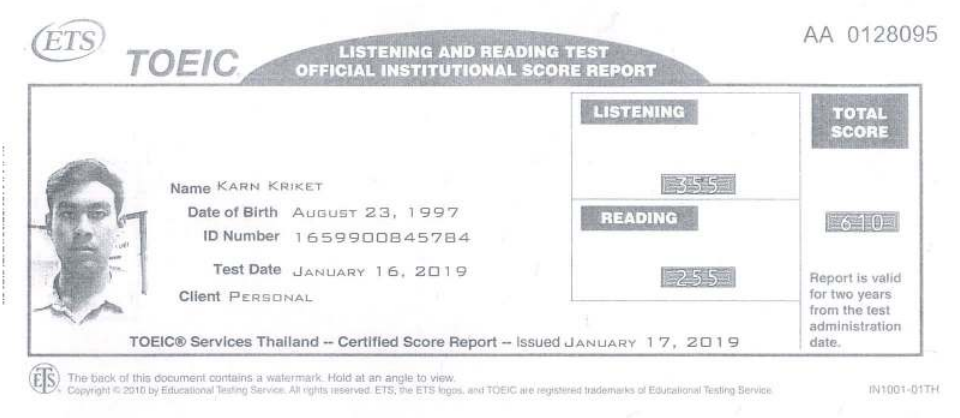 ETS
TOEIC
LISTENING AND READING TEST
OFFICIAL INSTITUTIONAL SCORE REPORT
AA 0128095
LISTENING
355
READING
255
TOTAL
SCORE
610
Name KARN KRIKET
Date of Birth AUGUST 23, 1997
ID Number 1659900845784
Test Date JANUARY 16, 2019
Client PERSONAL
Report is valid
for two years
from the test
administration
date.
TOEIC® Services Thailand -- Certified Score Report -- Issued JANUARY 17, 2019
ETS
The back of this document contains a watermark. Hold at an angle to view.
Copyright © 2010 by Educational Testing Service. All rights reserved. ETS, the ETS logos, and TOEIC are registered trademarks of Educational Testing Service.
IN1001-01TH